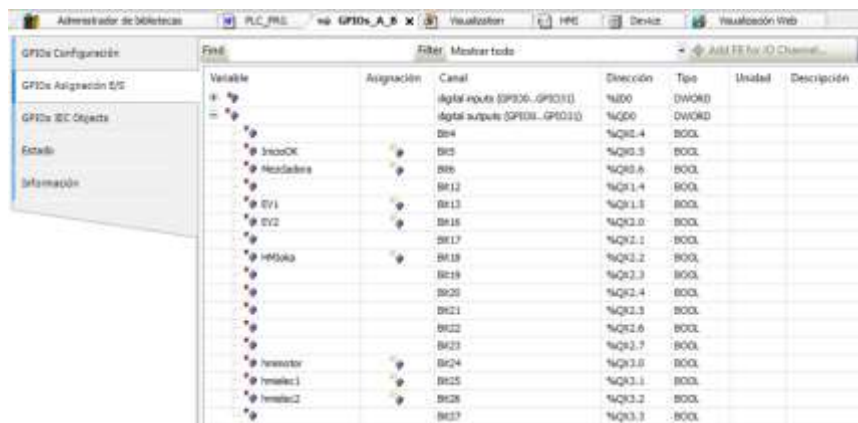 Administrador de bibliotecas PLC_PRG GPIOs_A_B Visualization HMI Device Visualización Web
GPIOs Configuración
GPIOs Asignación E/S
GPIOs IEC Objects
Estado
Información
Find Filter Mostrar todo Add FB for IO Channel...
Variable Asignación Canal Dirección Tipo Unidad Descripción
digital inputs (GPIO0..GPIO31) %ID0 DWORD
digital outputs (GPIO0..GPIO31) %QD0 DWORD
Bit4 %QX0.4 BOOL
InicioOK Bit5 %QX0.5 BOOL
Mezcladora Bit6 %QX0.6 BOOL
Bit12 %QX1.4 BOOL
EV1 Bit13 %QX1.5 BOOL
EV2 Bit16 %QX2.0 BOOL
Bit17 %QX2.1 BOOL
Bit18 %QX2.2 BOOL
Bit19 %QX2.3 BOOL
Bit20 %QX2.4 BOOL
Bit21 %QX2.5 BOOL
Bit22 %QX2.6 BOOL
Bit23 %QX2.7 BOOL
hmimotor Bit24 %QX3.0 BOOL
hmielec1 Bit25 %QX3.1 BOOL
hmielec2 Bit26 %QX3.2 BOOL
Bit27 %QX3.3 BOOL